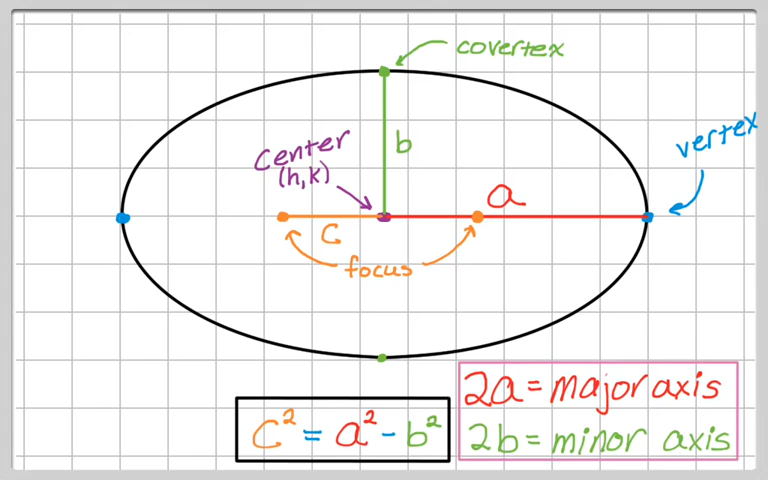 covertex
vertex
center
(h,k)
b
a
c
focus
2a = major axis
c² = a² - b²
2b = minor axis